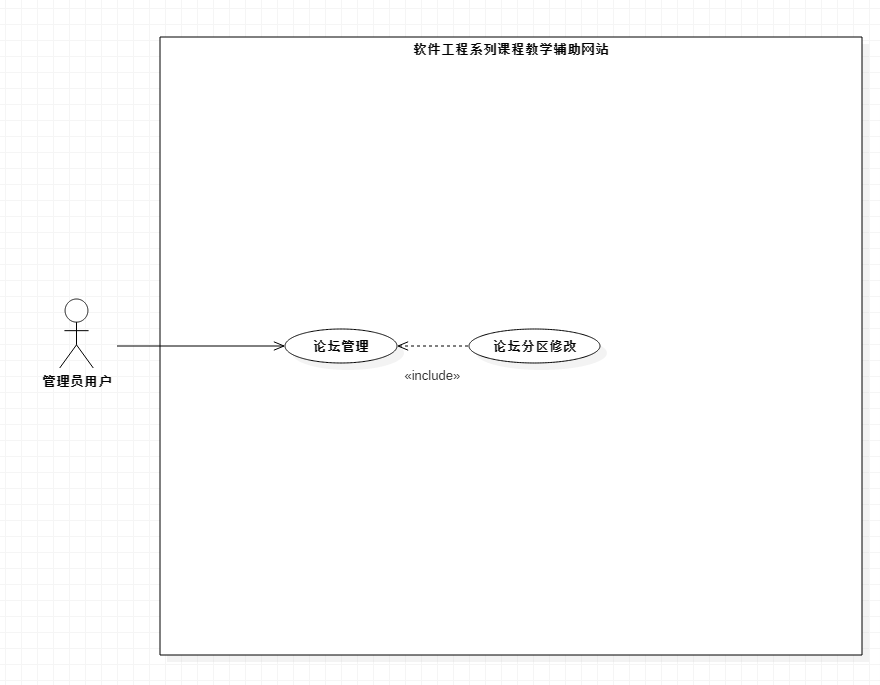 软件工程系列课程教学辅助网站
论坛管理
论坛分区修改
«include»
管理员用户